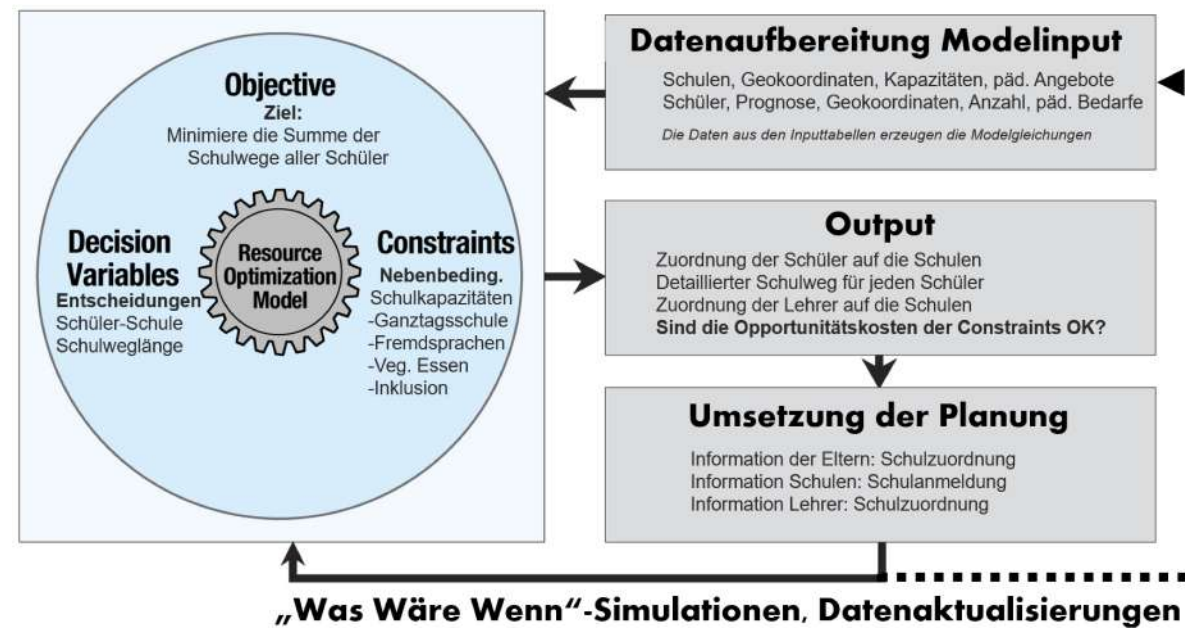 Objective
Ziel:
Minimiere die Summe der
Schulwege aller Schüler
Decision
Variables
Entscheidungen
Schüler-Schule
Schulweglänge
Resource
Optimization
Model
Constraints
Nebenbeding.
Schulkapazitäten
-Ganztagsschule
-Fremdsprachen
-Veg. Essen
-Inklusion
Datenaufbereitung Modelinput
Schulen, Geokoordinaten, Kapazitäten, päd. Angebote
Schüler, Prognose, Geokoordinaten, Anzahl, päd. Bedarfe
Die Daten aus den Inputtabellen erzeugen die Modelgleichungen
Output
Zuordnung der Schüler auf die Schulen
Detaillierter Schulweg für jeden Schüler
Zuordnung der Lehrer auf die Schulen
Sind die Opportunitätskosten der Constraints OK?
Umsetzung der Planung
Information der Eltern: Schulzuordnung
Information Schulen: Schulanmeldung
Information Lehrer: Schulzuordnung
„Was Wäre Wenn“-Simulationen, Datenaktualisierungen